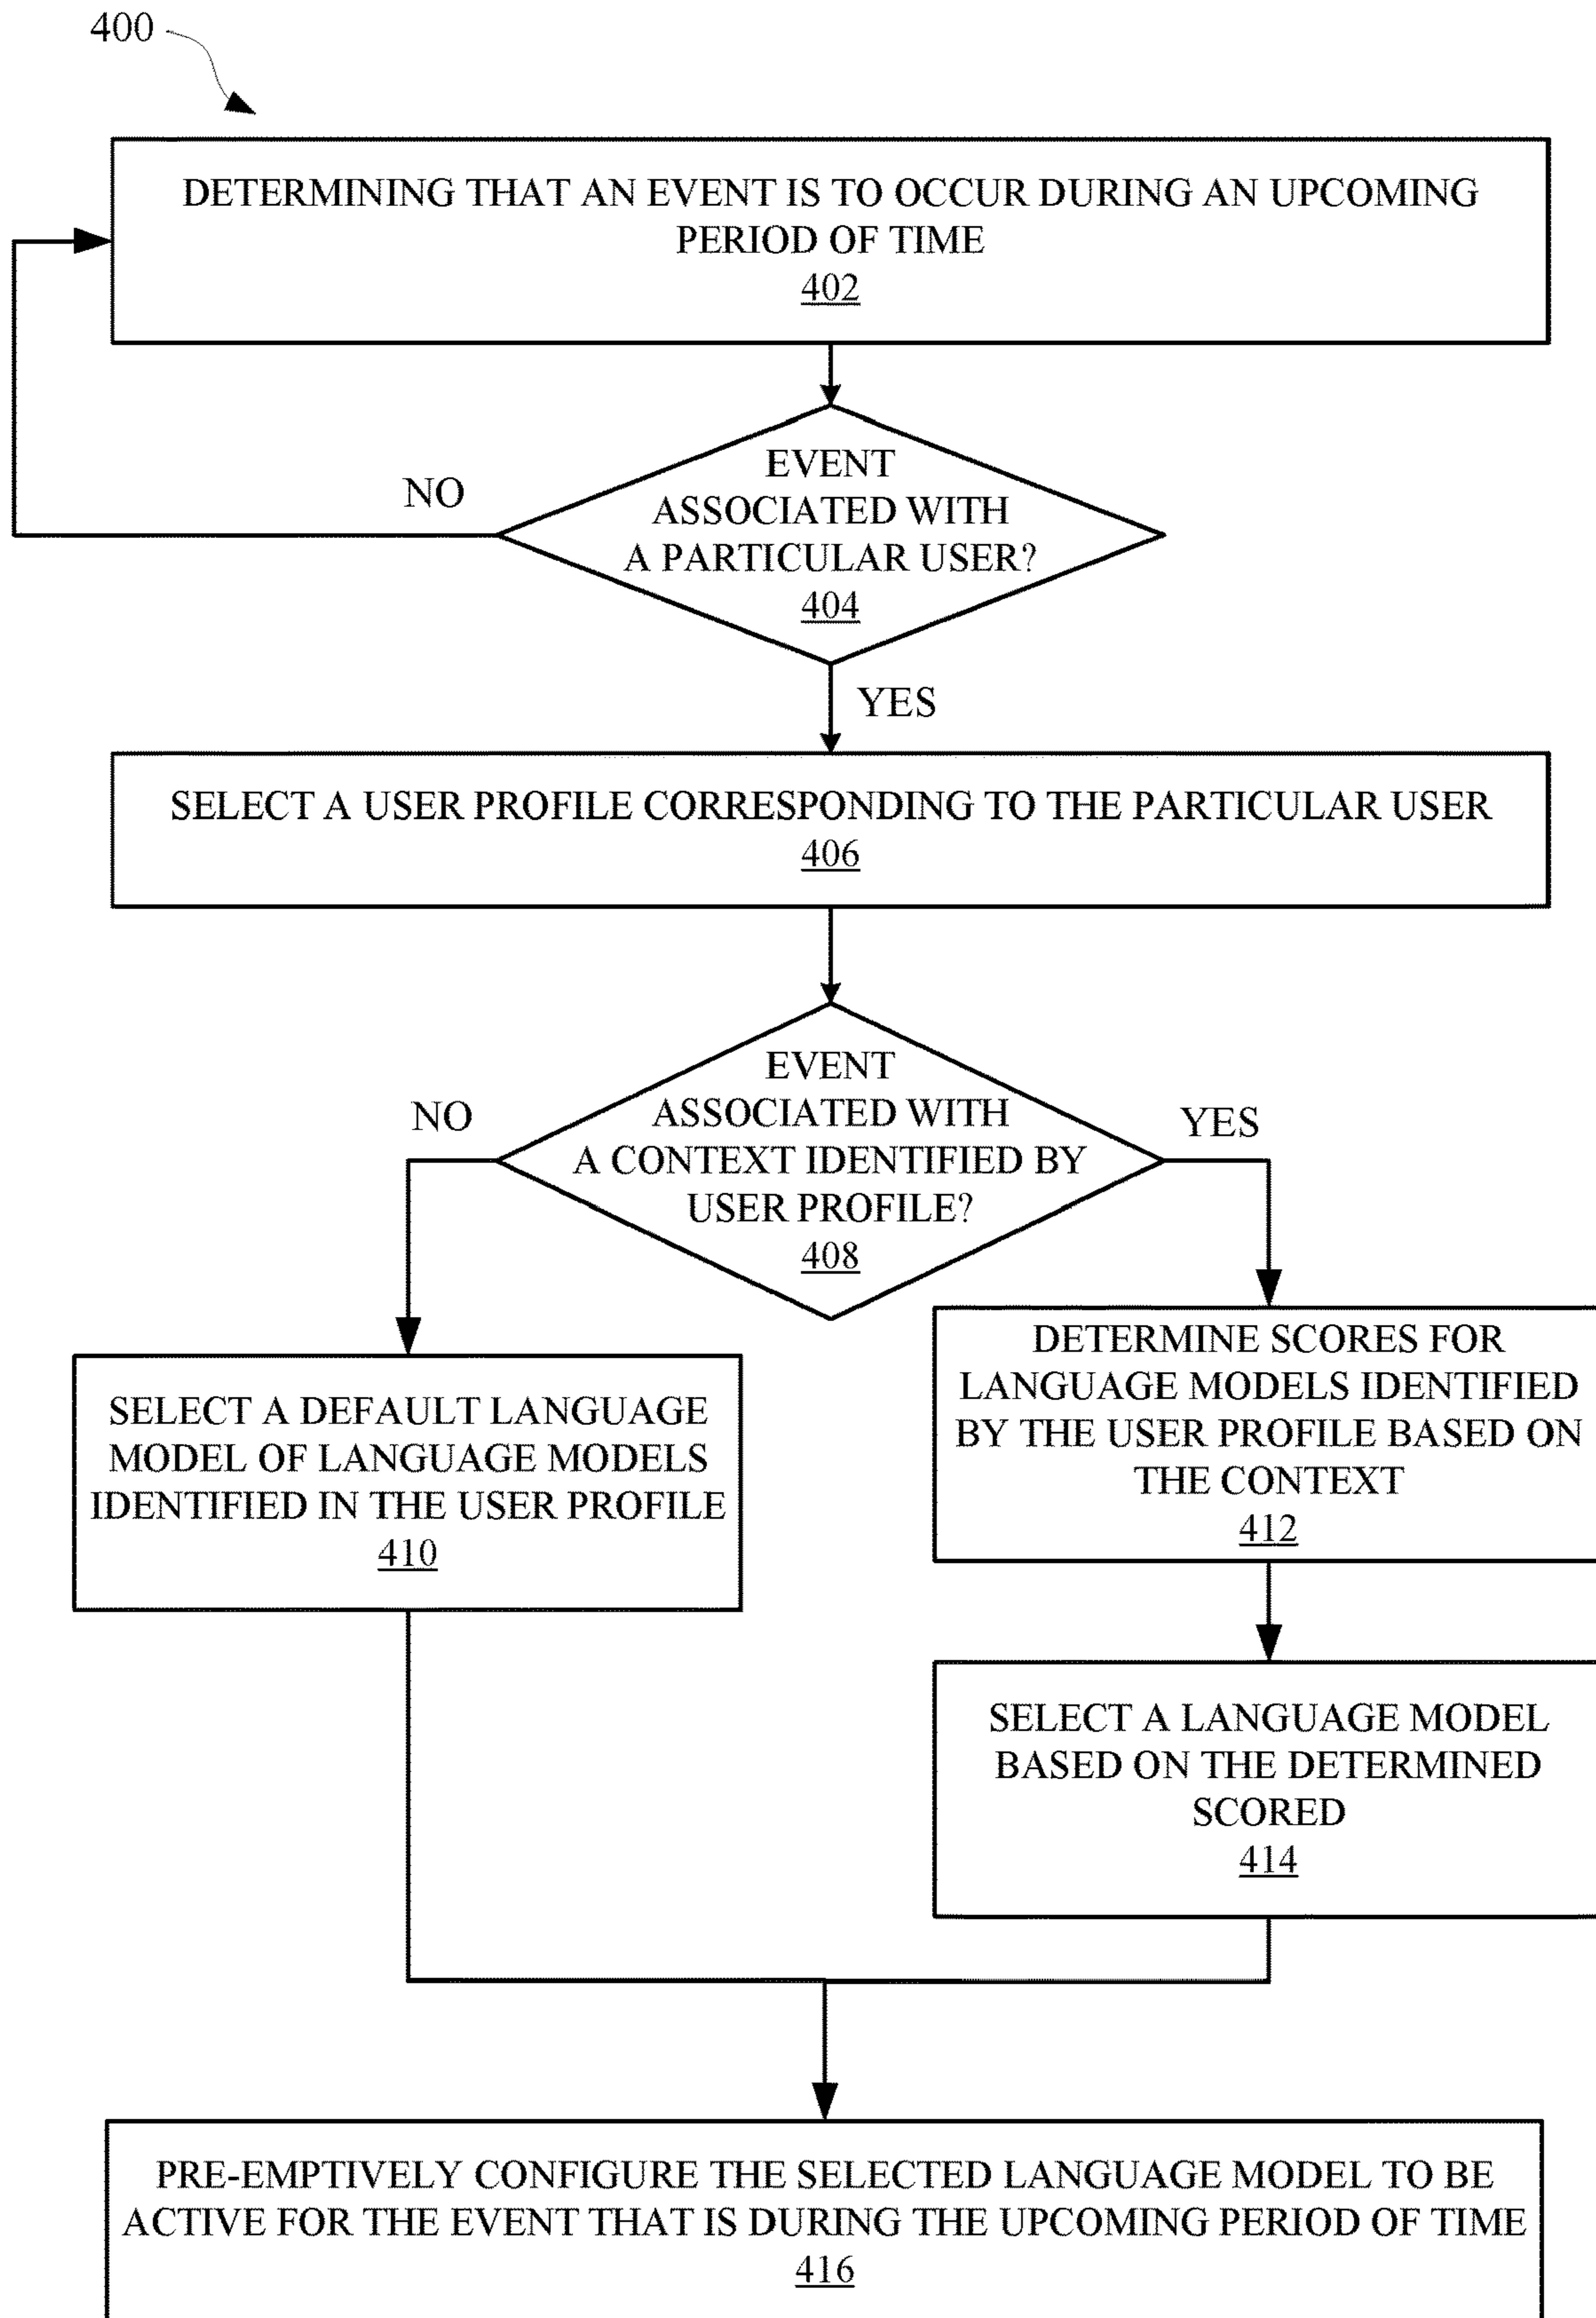 400
DETERMINING THAT AN EVENT IS TO OCCUR DURING AN UPCOMING
PERIOD OF TIME
402
EVENT
ASSOCIATED WITH
A PARTICULAR USER?
404
NO
YES
SELECT A USER PROFILE CORRESPONDING TO THE PARTICULAR USER
406
EVENT
ASSOCIATED WITH
A CONTEXT IDENTIFIED BY
USER PROFILE?
408
NO
YES
SELECT A DEFAULT LANGUAGE
MODEL OF LANGUAGE MODELS
IDENTIFIED IN THE USER PROFILE
410
DETERMINE SCORES FOR
LANGUAGE MODELS IDENTIFIED
BY THE USER PROFILE BASED ON
THE CONTEXT
412
SELECT A LANGUAGE MODEL
BASED ON THE DETERMINED
SCORED
414
PRE-EMPTIVELY CONFIGURE THE SELECTED LANGUAGE MODEL TO BE
ACTIVE FOR THE EVENT THAT IS DURING THE UPCOMING PERIOD OF TIME
416